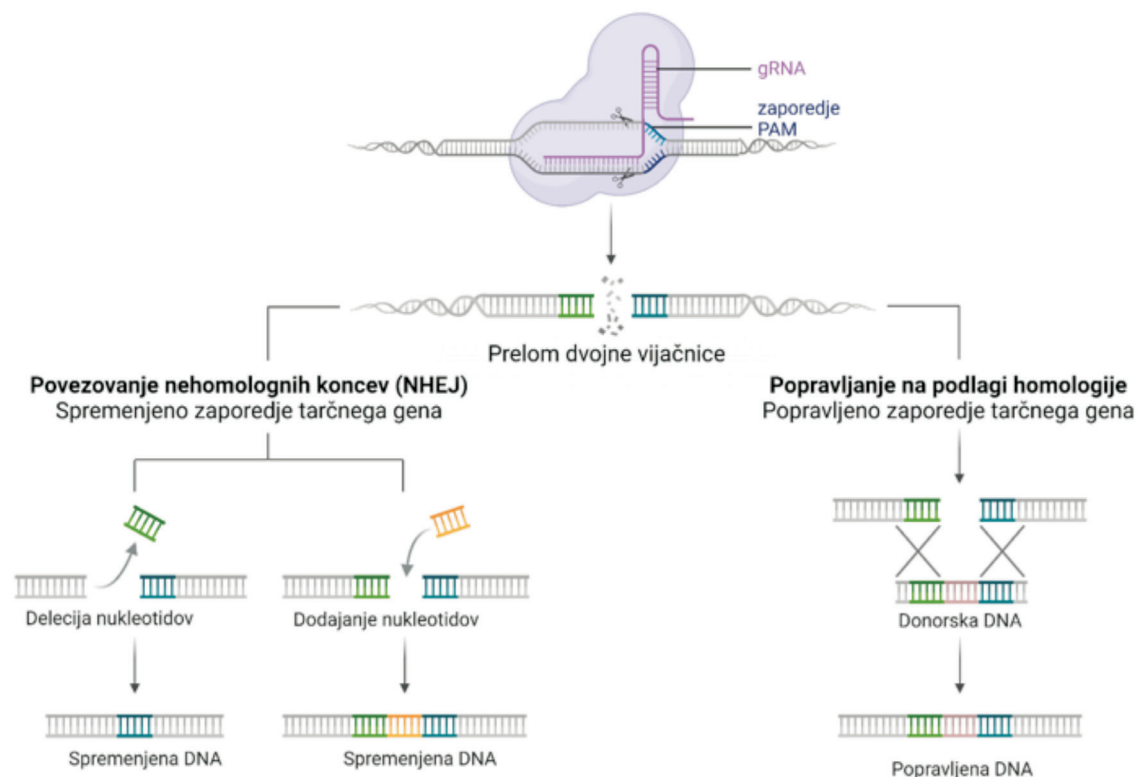 gRNA
zaporedje
PAM
Prelom dvojne vijačnice
Povezovanje nehomolognih koncev (NHEJ)
Spremenjeno zaporedje tarčnega gena
Popravljanje na podlagi homologije
Popravljeno zaporedje tarčnega gena
Delecija nukleotidov
Dodajanje nukleotidov
Donorska DNA
Spremenjena DNA
Spremenjena DNA
Popravljena DNA